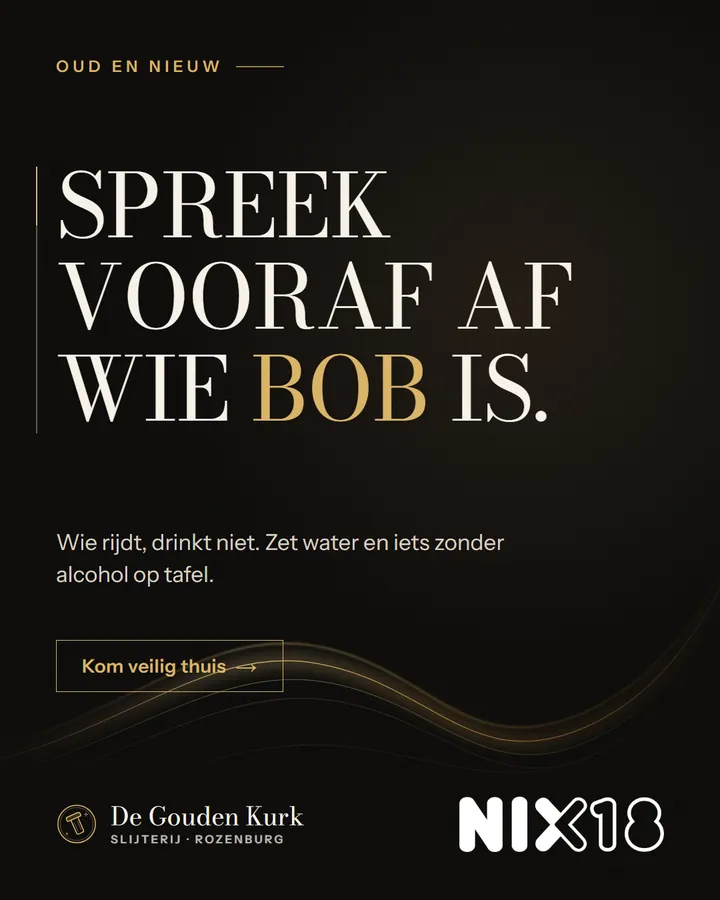 OUD EN NIEUW
SPREEK
VOORAF AF
WIE BOB IS.
Wie rijdt, drinkt niet. Zet water en iets zonder
alcohol op tafel.
Kom veilig thuis →
De Gouden Kurk
SLIJTERIJ · ROZENBURG
NIX18